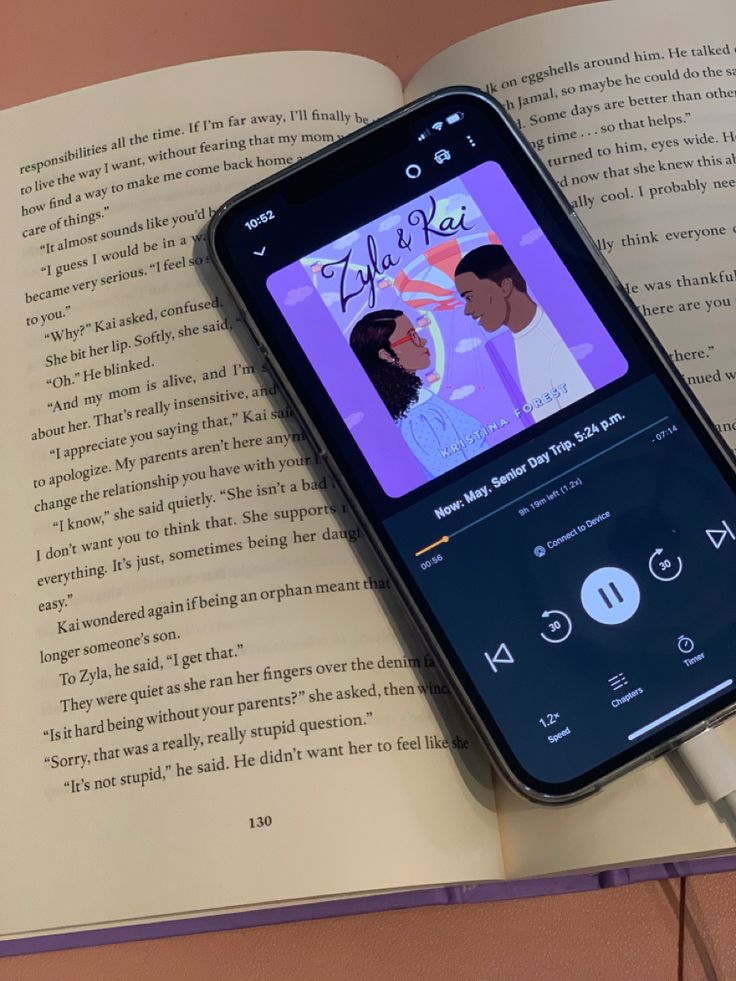 responsibilities all the time. If I'm far away, I'll finally be
to live the way I want, without fearing that my mom
how find a way to make me come back home
care of things."
"It almost sounds like you'd
"I guess I would be in a
became very serious. "I feel so
to you."
"Why?" Kai asked, confused.
She bit her lip. Softly, she said, "
"Oh." He blinked.
"And my mom is alive, and I'm
about her. That's really insensitive, and
"I appreciate you saying that," Kai said
to apologize. My parents aren't here anym
change the relationship you have with your
"I know," she said quietly. "She isn't a bad
I don't want you to think that. She supports
everything. It's just, sometimes being her daugh
easy."
Kai wondered again if being an orphan meant that
longer someone's son.
To Zyla, he said, "I get that."
They were quiet as she ran her fingers over the denim fa
"Is it hard being without your parents?" she asked, then winc
"Sorry, that was a really, really stupid question."
"It's not stupid," he said. He didn't want her to feel like she
130
lk on eggshells around him. He talked
h Jamal, so maybe he could do the sa
. Some days are better than other
ng time . . . so that helps."
turned to him, eyes wide. He
d now that she knew this ab
ally cool. I probably nee
lly think everyone
He was thankful
here are you
there."
nued w
and
10:52
Zyla & Kai
KRISTINA FOREST
Now: May, Senior Day Trip, 5:24 p.m.
00:56
9h 19m left (1.2x)
- 07:14
Connect to Device
30
30
1.2x
Speed
Chapters
Timer